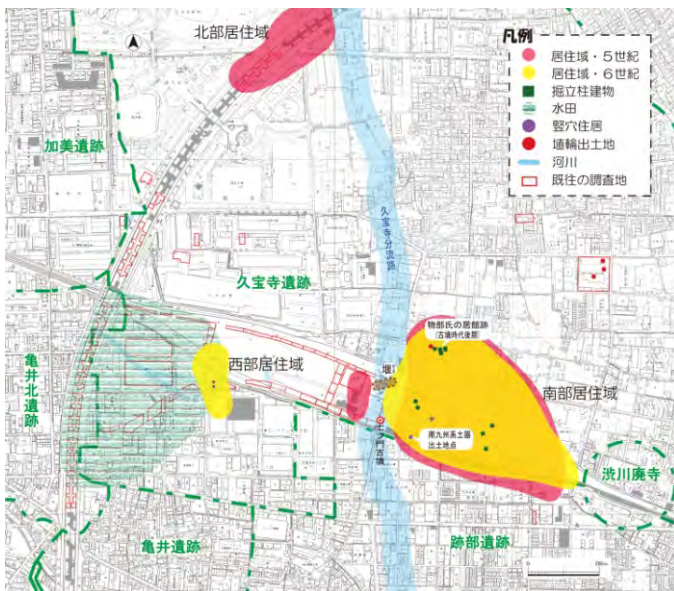 北部居住域
凡例
居住域・5世紀
居住域・6世紀
掘立柱建物
水田
竪穴住居
埴輪出土地
河川
既往の調査地
加美遺跡
久宝寺分流跡
久宝寺遺跡
物部氏の居館跡
(古墳時代後期)
亀井北遺跡
西部居住域
堰
南部居住域
南九州系土器
出土地点
渋川廃寺
亀井遺跡
跡部遺跡
0